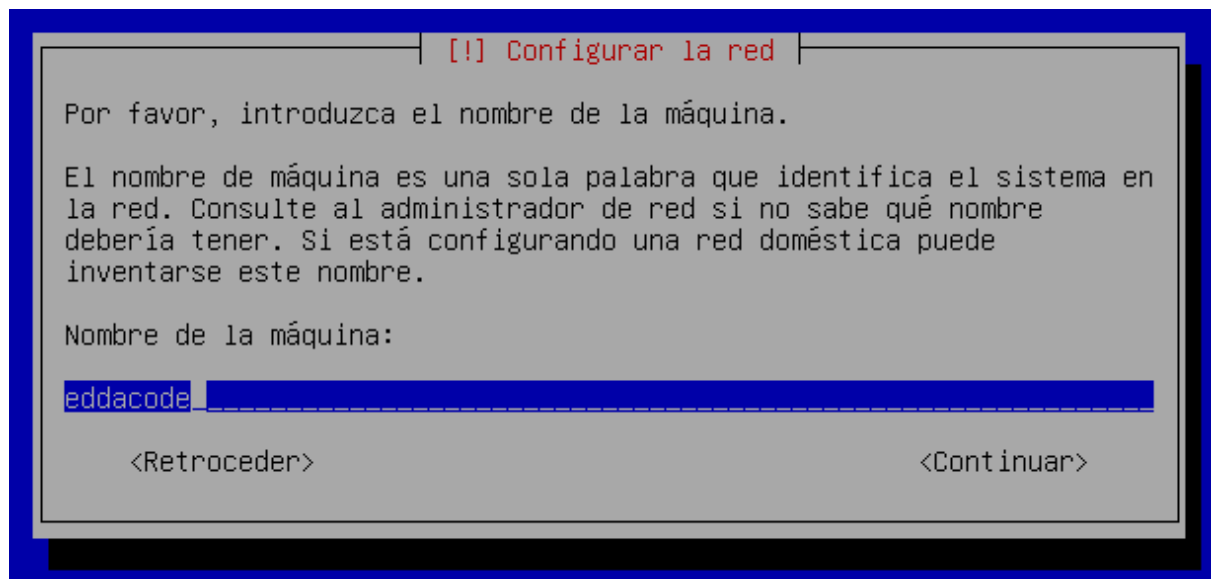 [!] Configurar la red
Por favor, introduzca el nombre de la máquina.
El nombre de máquina es una sola palabra que identifica el sistema en
la red. Consulte al administrador de red si no sabe qué nombre
debería tener. Si está configurando una red doméstica puede
inventarse este nombre.
Nombre de la máquina:
eddacode
<Retroceder> <Continuar>